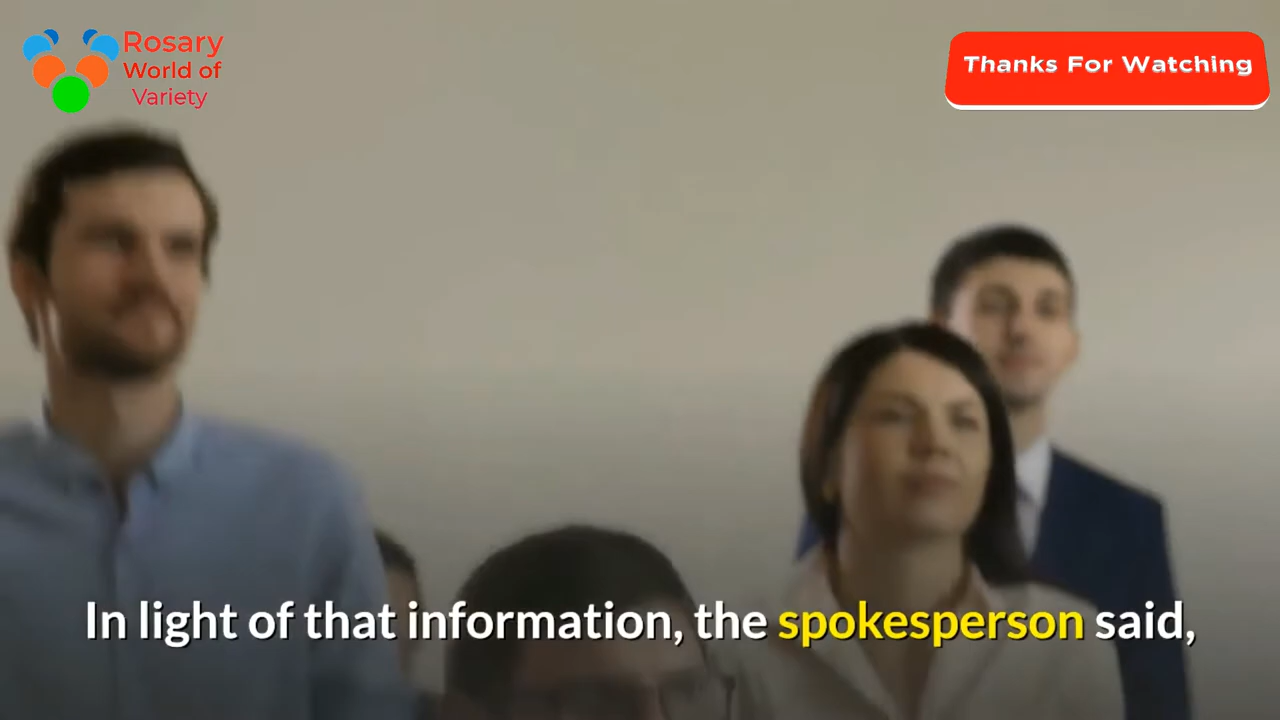 Rosary
World of
Variety
Thanks For Watching
In light of that information, the spokesperson said,